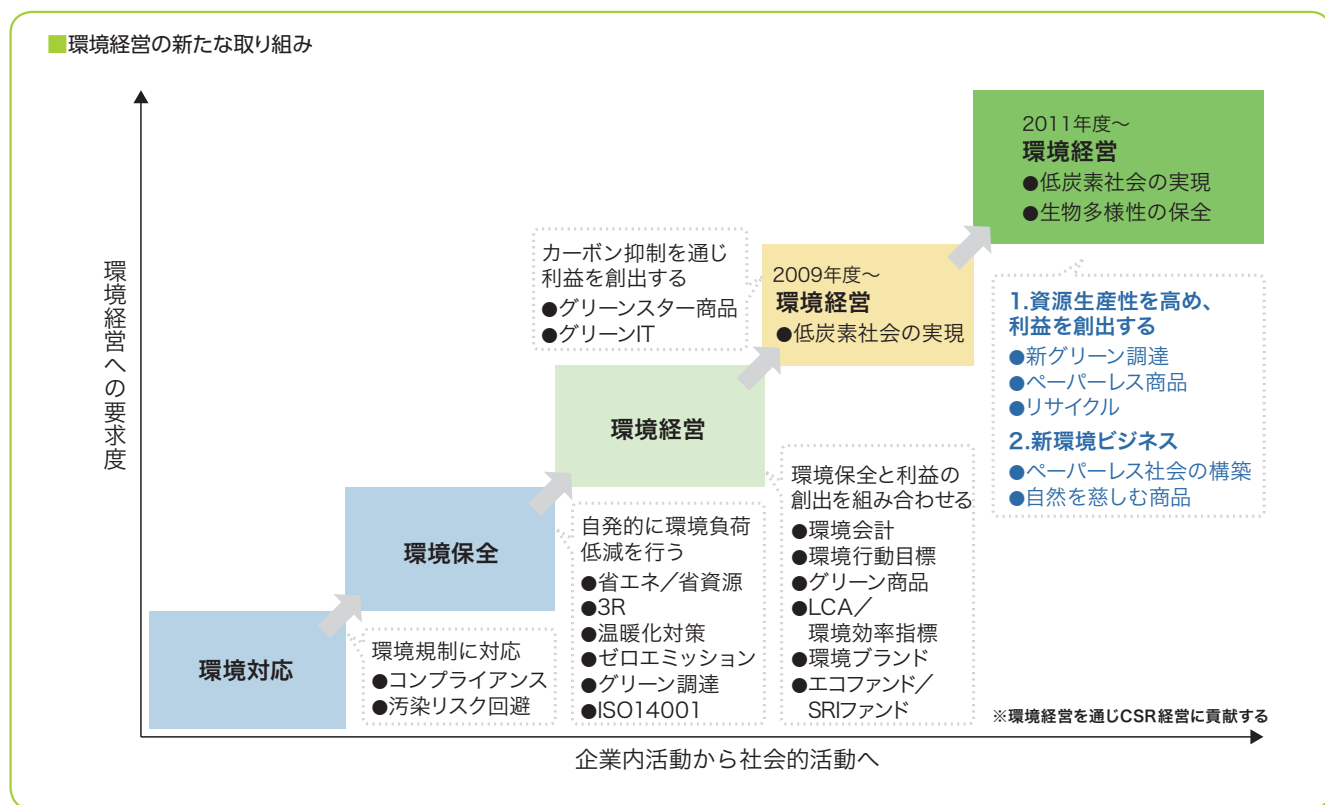 ■環境経営の新たな取り組み
環境経営への要求度
2011年度～
環境経営
●低炭素社会の実現
●生物多様性の保全
カーボン抑制を通じ
利益を創出する
●グリーンスター商品
●グリーンIT
2009年度～
環境経営
●低炭素社会の実現
1.資源生産性を高め、
利益を創出する
●新グリーン調達
●ペーパーレス商品
●リサイクル
2.新環境ビジネス
●ペーパーレス社会の構築
●自然を慈しむ商品
環境経営
環境保全と利益の
創出を組み合わせる
●環境会計
●環境行動目標
●グリーン商品
●LCA／
環境効率指標
●環境ブランド
●エコファンド／
SRIファンド
環境保全
自発的に環境負荷
低減を行う
●省エネ／省資源
●3R
●温暖化対策
●ゼロエミッション
●グリーン調達
●ISO14001
環境対応
環境規制に対応
●コンプライアンス
●汚染リスク回避
※環境経営を通じCSR経営に貢献する
企業内活動から社会的活動へ